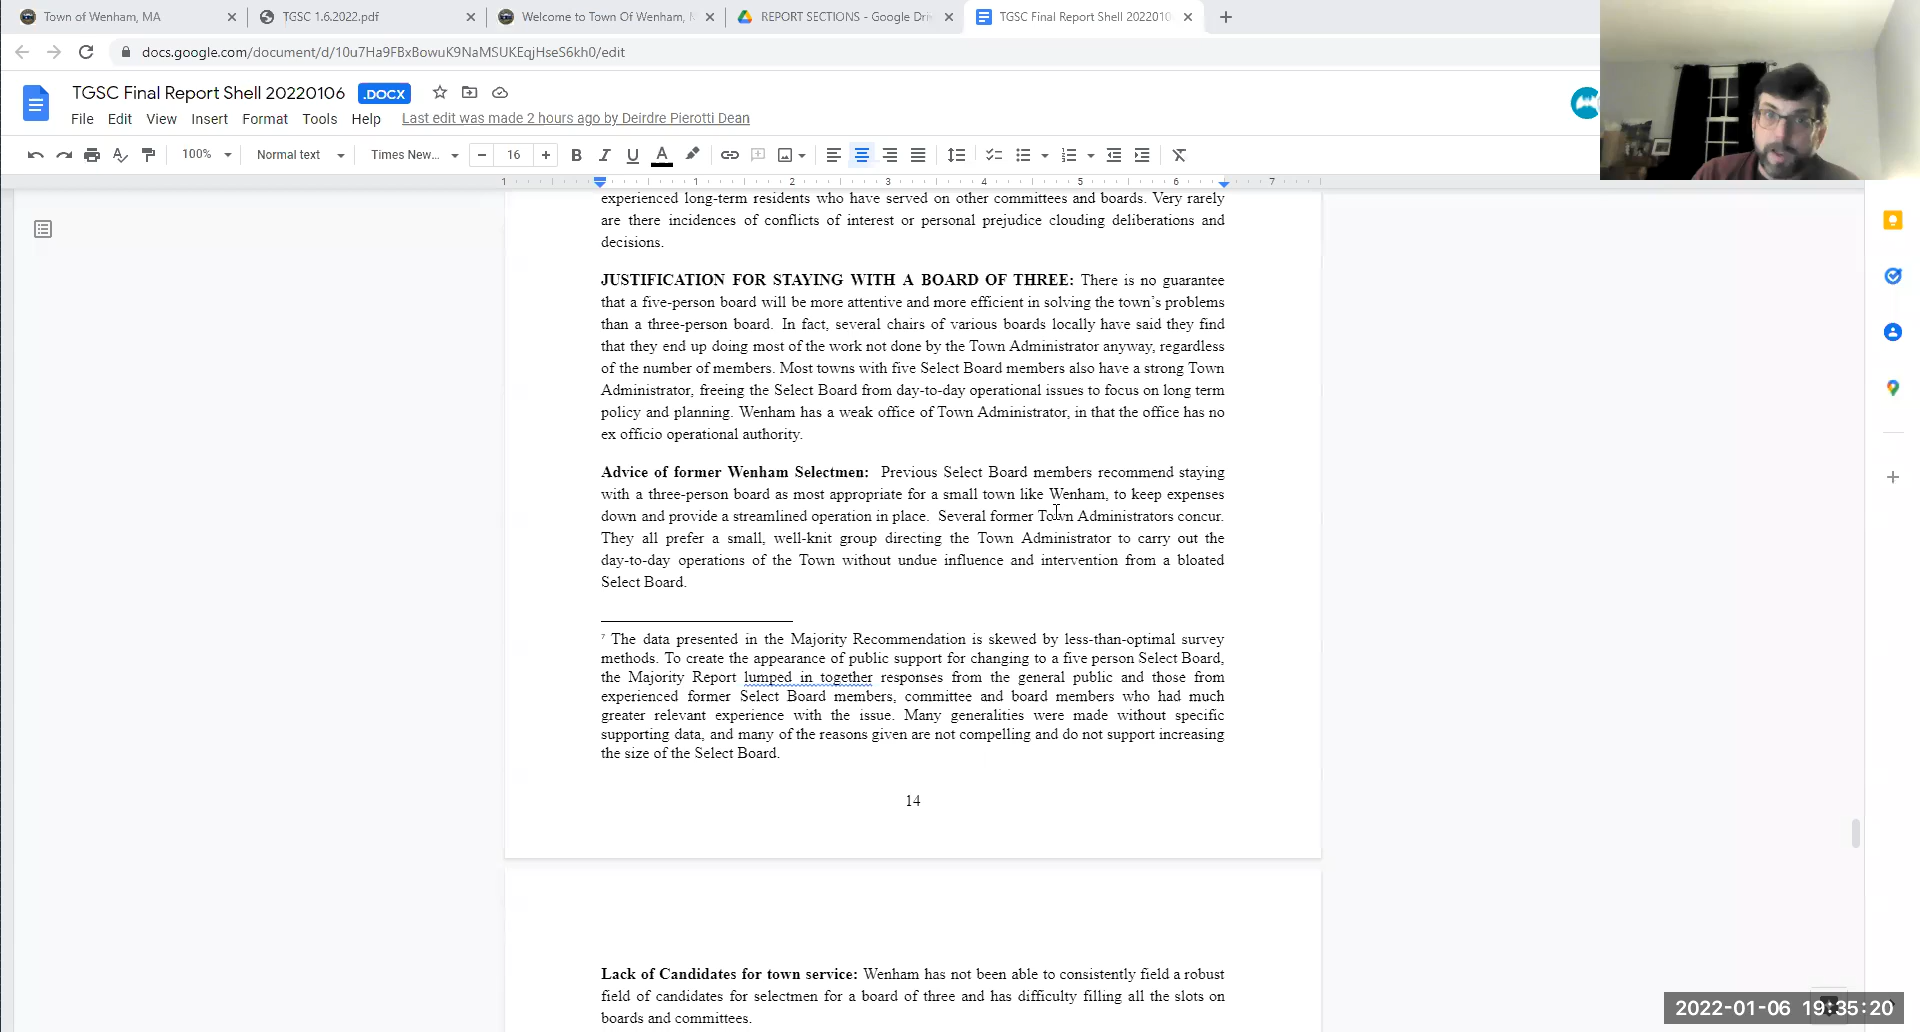 Town of Wenham, MA
TGSC 1.6.2022.pdf
Welcome to Town Of Wenham, M
REPORT SECTIONS - Google Dri
TGSC Final Report Shell 2022010
docs.google.com/document/d/10u7Ha9FBxBowuK9NaMSUKEqjHseS6kh0/edit
TGSC Final Report Shell 20220106 .DOCX
File Edit View Insert Format Tools Help Last edit was made 2 hours ago by Deirdre Pierotti Dean
100% Normal text Times New... 16 B I U A
1 1 2 3 4 5 6 7
experienced long-term residents who have served on other committees and boards. Very rarely
are there incidences of conflicts of interest or personal prejudice clouding deliberations and
decisions.
JUSTIFICATION FOR STAYING WITH A BOARD OF THREE: There is no guarantee
that a five-person board will be more attentive and more efficient in solving the town's problems
than a three-person board. In fact, several chairs of various boards locally have said they find
that they end up doing most of the work not done by the Town Administrator anyway, regardless
of the number of members. Most towns with five Select Board members also have a strong Town
Administrator, freeing the Select Board from day-to-day operational issues to focus on long term
policy and planning. Wenham has a weak office of Town Administrator, in that the office has no
ex officio operational authority.
Advice of former Wenham Selectmen: Previous Select Board members recommend staying
with a three-person board as most appropriate for a small town like Wenham, to keep expenses
down and provide a streamlined operation in place. Several former Town Administrators concur.
They all prefer a small, well-knit group directing the Town Administrator to carry out the
day-to-day operations of the Town without undue influence and intervention from a bloated
Select Board.
7 The data presented in the Majority Recommendation is skewed by less-than-optimal survey
methods. To create the appearance of public support for changing to a five person Select Board,
the Majority Report lumped in together responses from the general public and those from
experienced former Select Board members, committee and board members who had much
greater relevant experience with the issue. Many generalities were made without specific
supporting data, and many of the reasons given are not compelling and do not support increasing
the size of the Select Board.
14
Lack of Candidates for town service: Wenham has not been able to consistently field a robust
field of candidates for selectmen for a board of three and has difficulty filling all the slots on
boards and committees.
2022-01-06 19:35:20